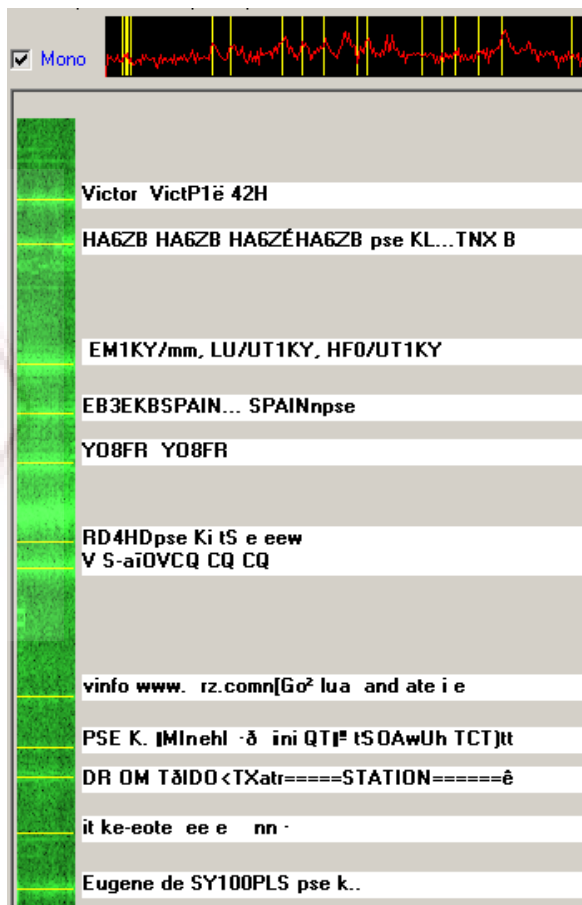 Mono
Victor VictP1ë 42H
HA6ZB HA6ZB HA6ZÉHA6ZB pse KL...TNX B
EM1KY/mm, LU/UT1KY, HF0/UT1KY
EB3EKBSPAIN... SPAINnpse
YO8FR YO8FR
RD4HDpse Ki tS e eew
V S-aïOVCQ CQ CQ
vinfo www. rz.comn[Go² lua and ate i e
PSE K. ini QTI tSOAwUh TCT)tt
DR OM TðIDO<TXatr=====STATION======ê
it ke-eote ee e nn ·
Eugene de SY100PLS pse k..